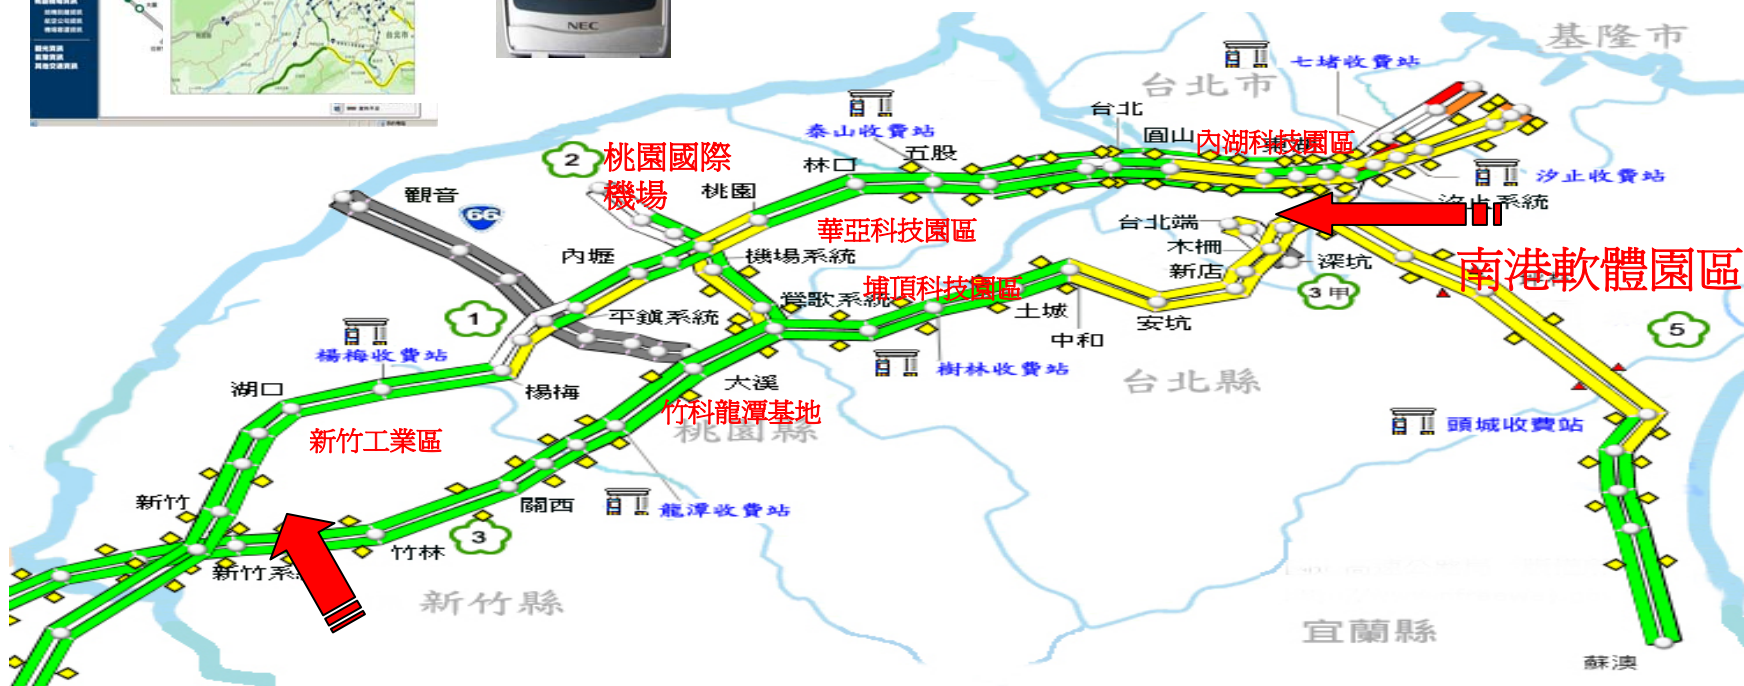 NEC
基隆市
七堵收費站
台北市
台北
泰山收費站
圓山
內湖科技園區
五股
林口
2
桃園國際
機場
桃園
汐止收費站
汐止系統
觀音
66
台北端
華亞科技園區
木柵
內壢
機場系統
新店
深坑
南港軟體園區
埔頂科技園區
鶯歌系統
3甲
土城
1
平鎮系統
安坑
5
中和
楊梅收費站
樹林收費站
大溪
台北縣
湖口
楊梅
竹科龍潭基地
桃園縣
頭城收費站
新竹工業區
新竹
關西
龍潭收費站
3
竹林
新竹系統
新竹縣
宜蘭縣
蘇澳